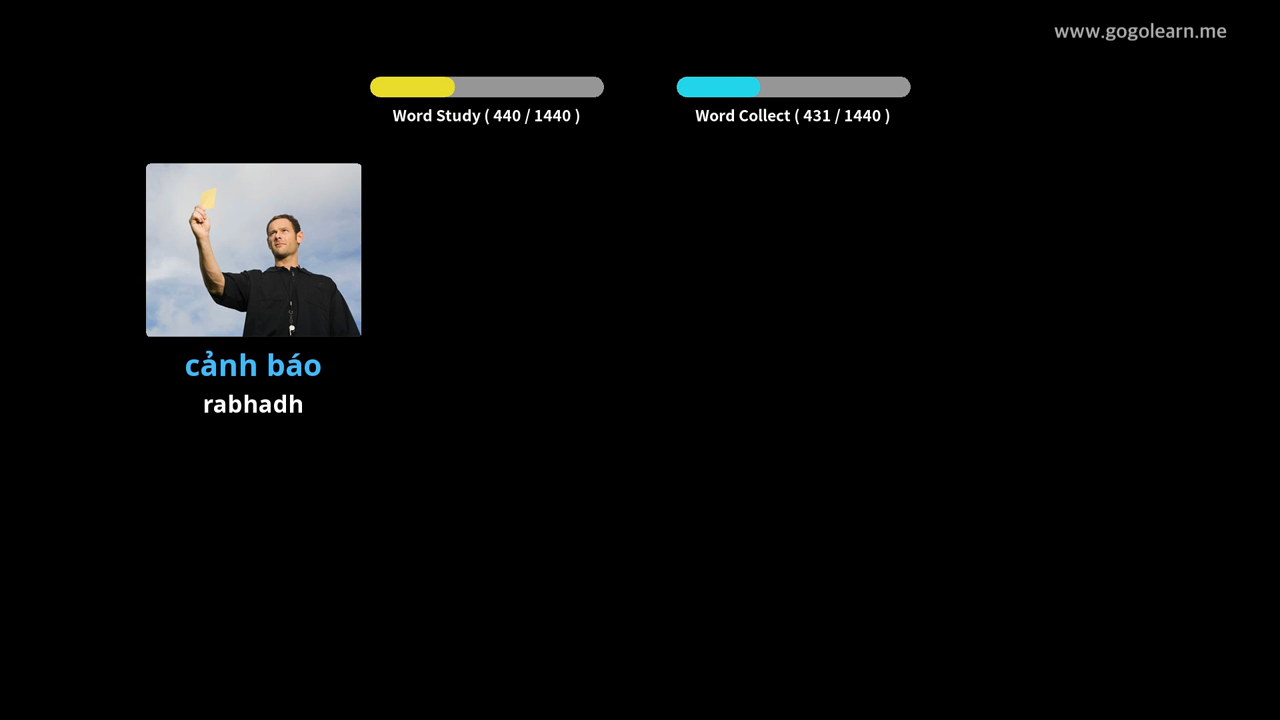 www.gogolearn.me
Word Study ( 440 / 1440 )
Word Collect ( 431 / 1440 )
cảnh báo
rabhadh